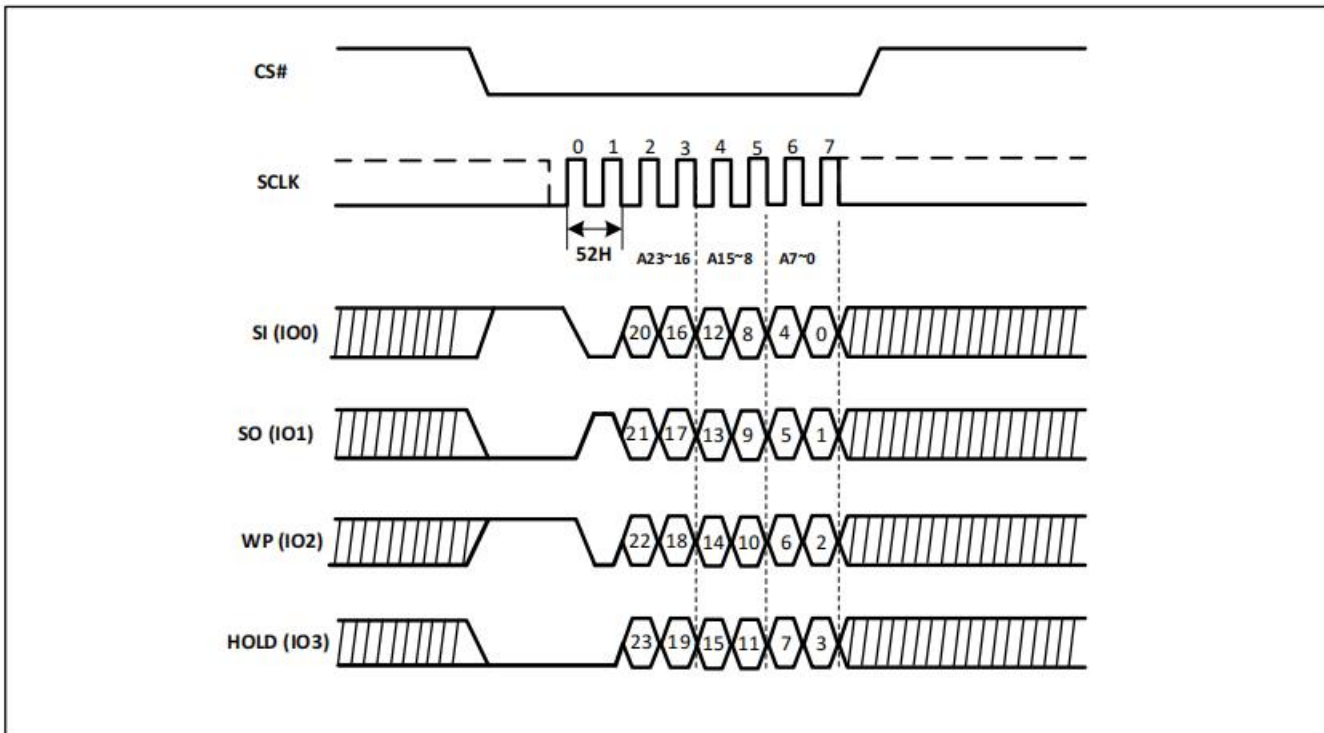 CS#
0 1 2 3 4 5 6 7
SCLK
52H A23~16 A15~8 A7~0
SI (IO0) 20 16 12 8 4 0
SO (IO1) 21 17 13 9 5 1
WP (IO2) 22 18 14 10 6 2
HOLD (IO3) 23 19 15 11 7 3